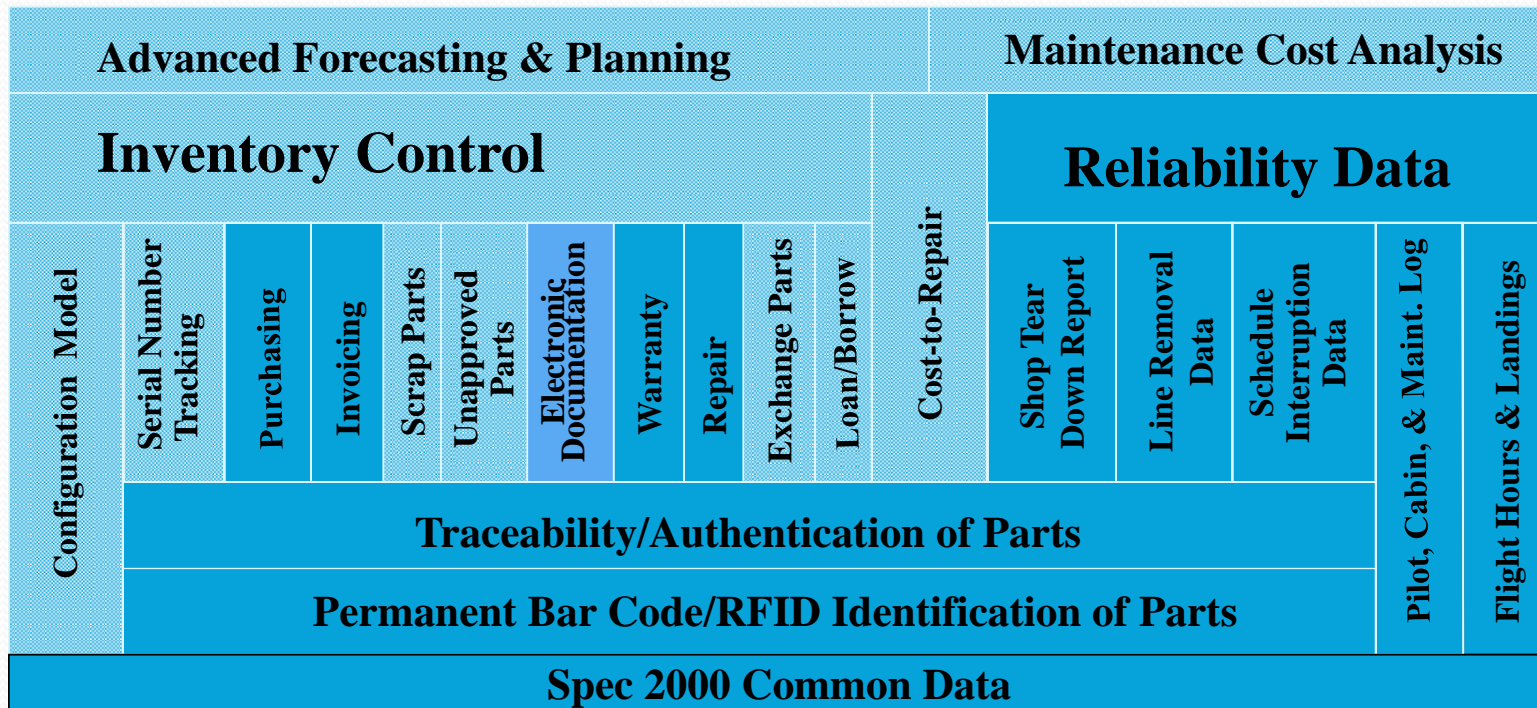 Advanced Forecasting & Planning
Maintenance Cost Analysis
Inventory Control
Reliability Data
Configuration Model
Serial Number
Tracking
Purchasing
Invoicing
Scrap Parts
Unapproved
Parts
Electronic
Documentation
Warranty
Repair
Exchange Parts
Loan/Borrow
Cost-to-Repair
Shop Tear
Down Report
Line Removal
Data
Schedule
Interruption
Data
Pilot, Cabin, & Maint. Log
Flight Hours & Landings
Traceability/Authentication of Parts
Permanent Bar Code/RFID Identification of Parts
Spec 2000 Common Data